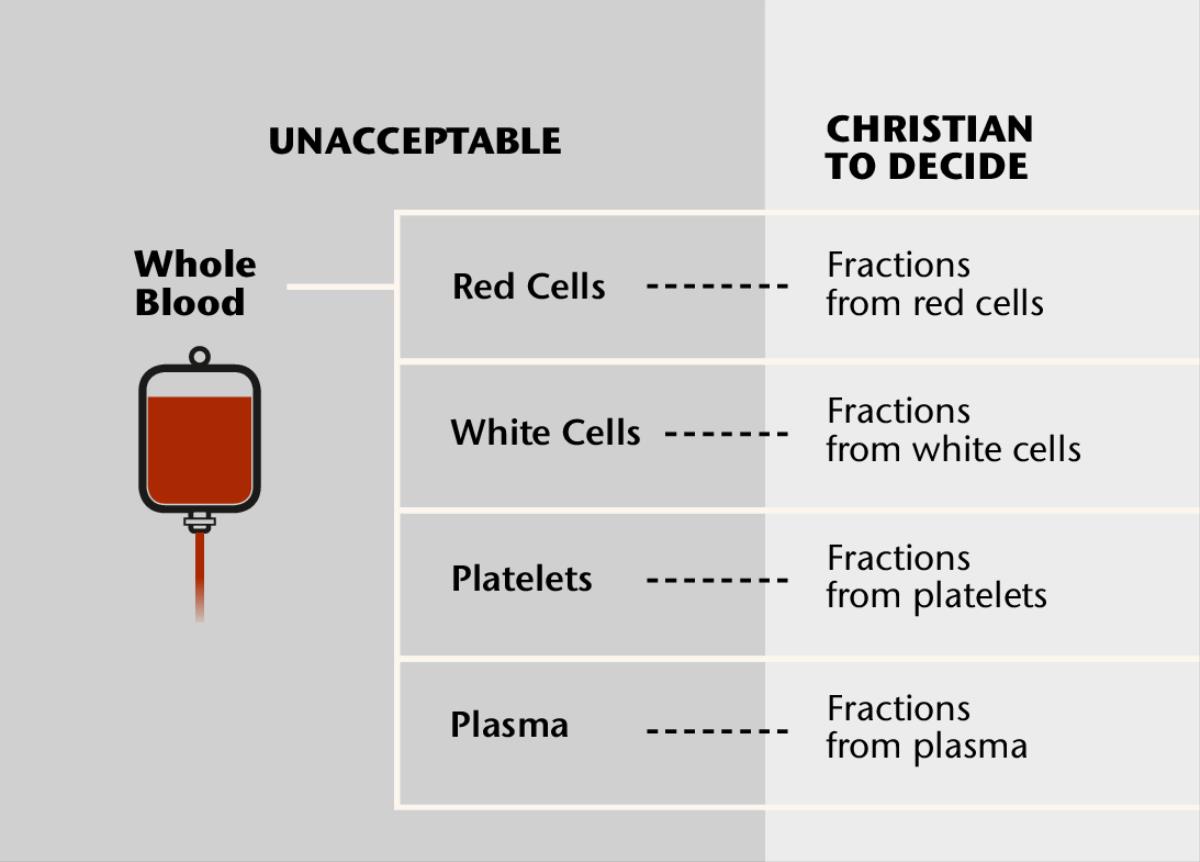 UNACCEPTABLE
CHRISTIAN
TO DECIDE
Whole
Blood
Red Cells
Fractions
from red cells
White Cells
Fractions
from white cells
Platelets
Fractions
from platelets
Plasma
Fractions
from plasma